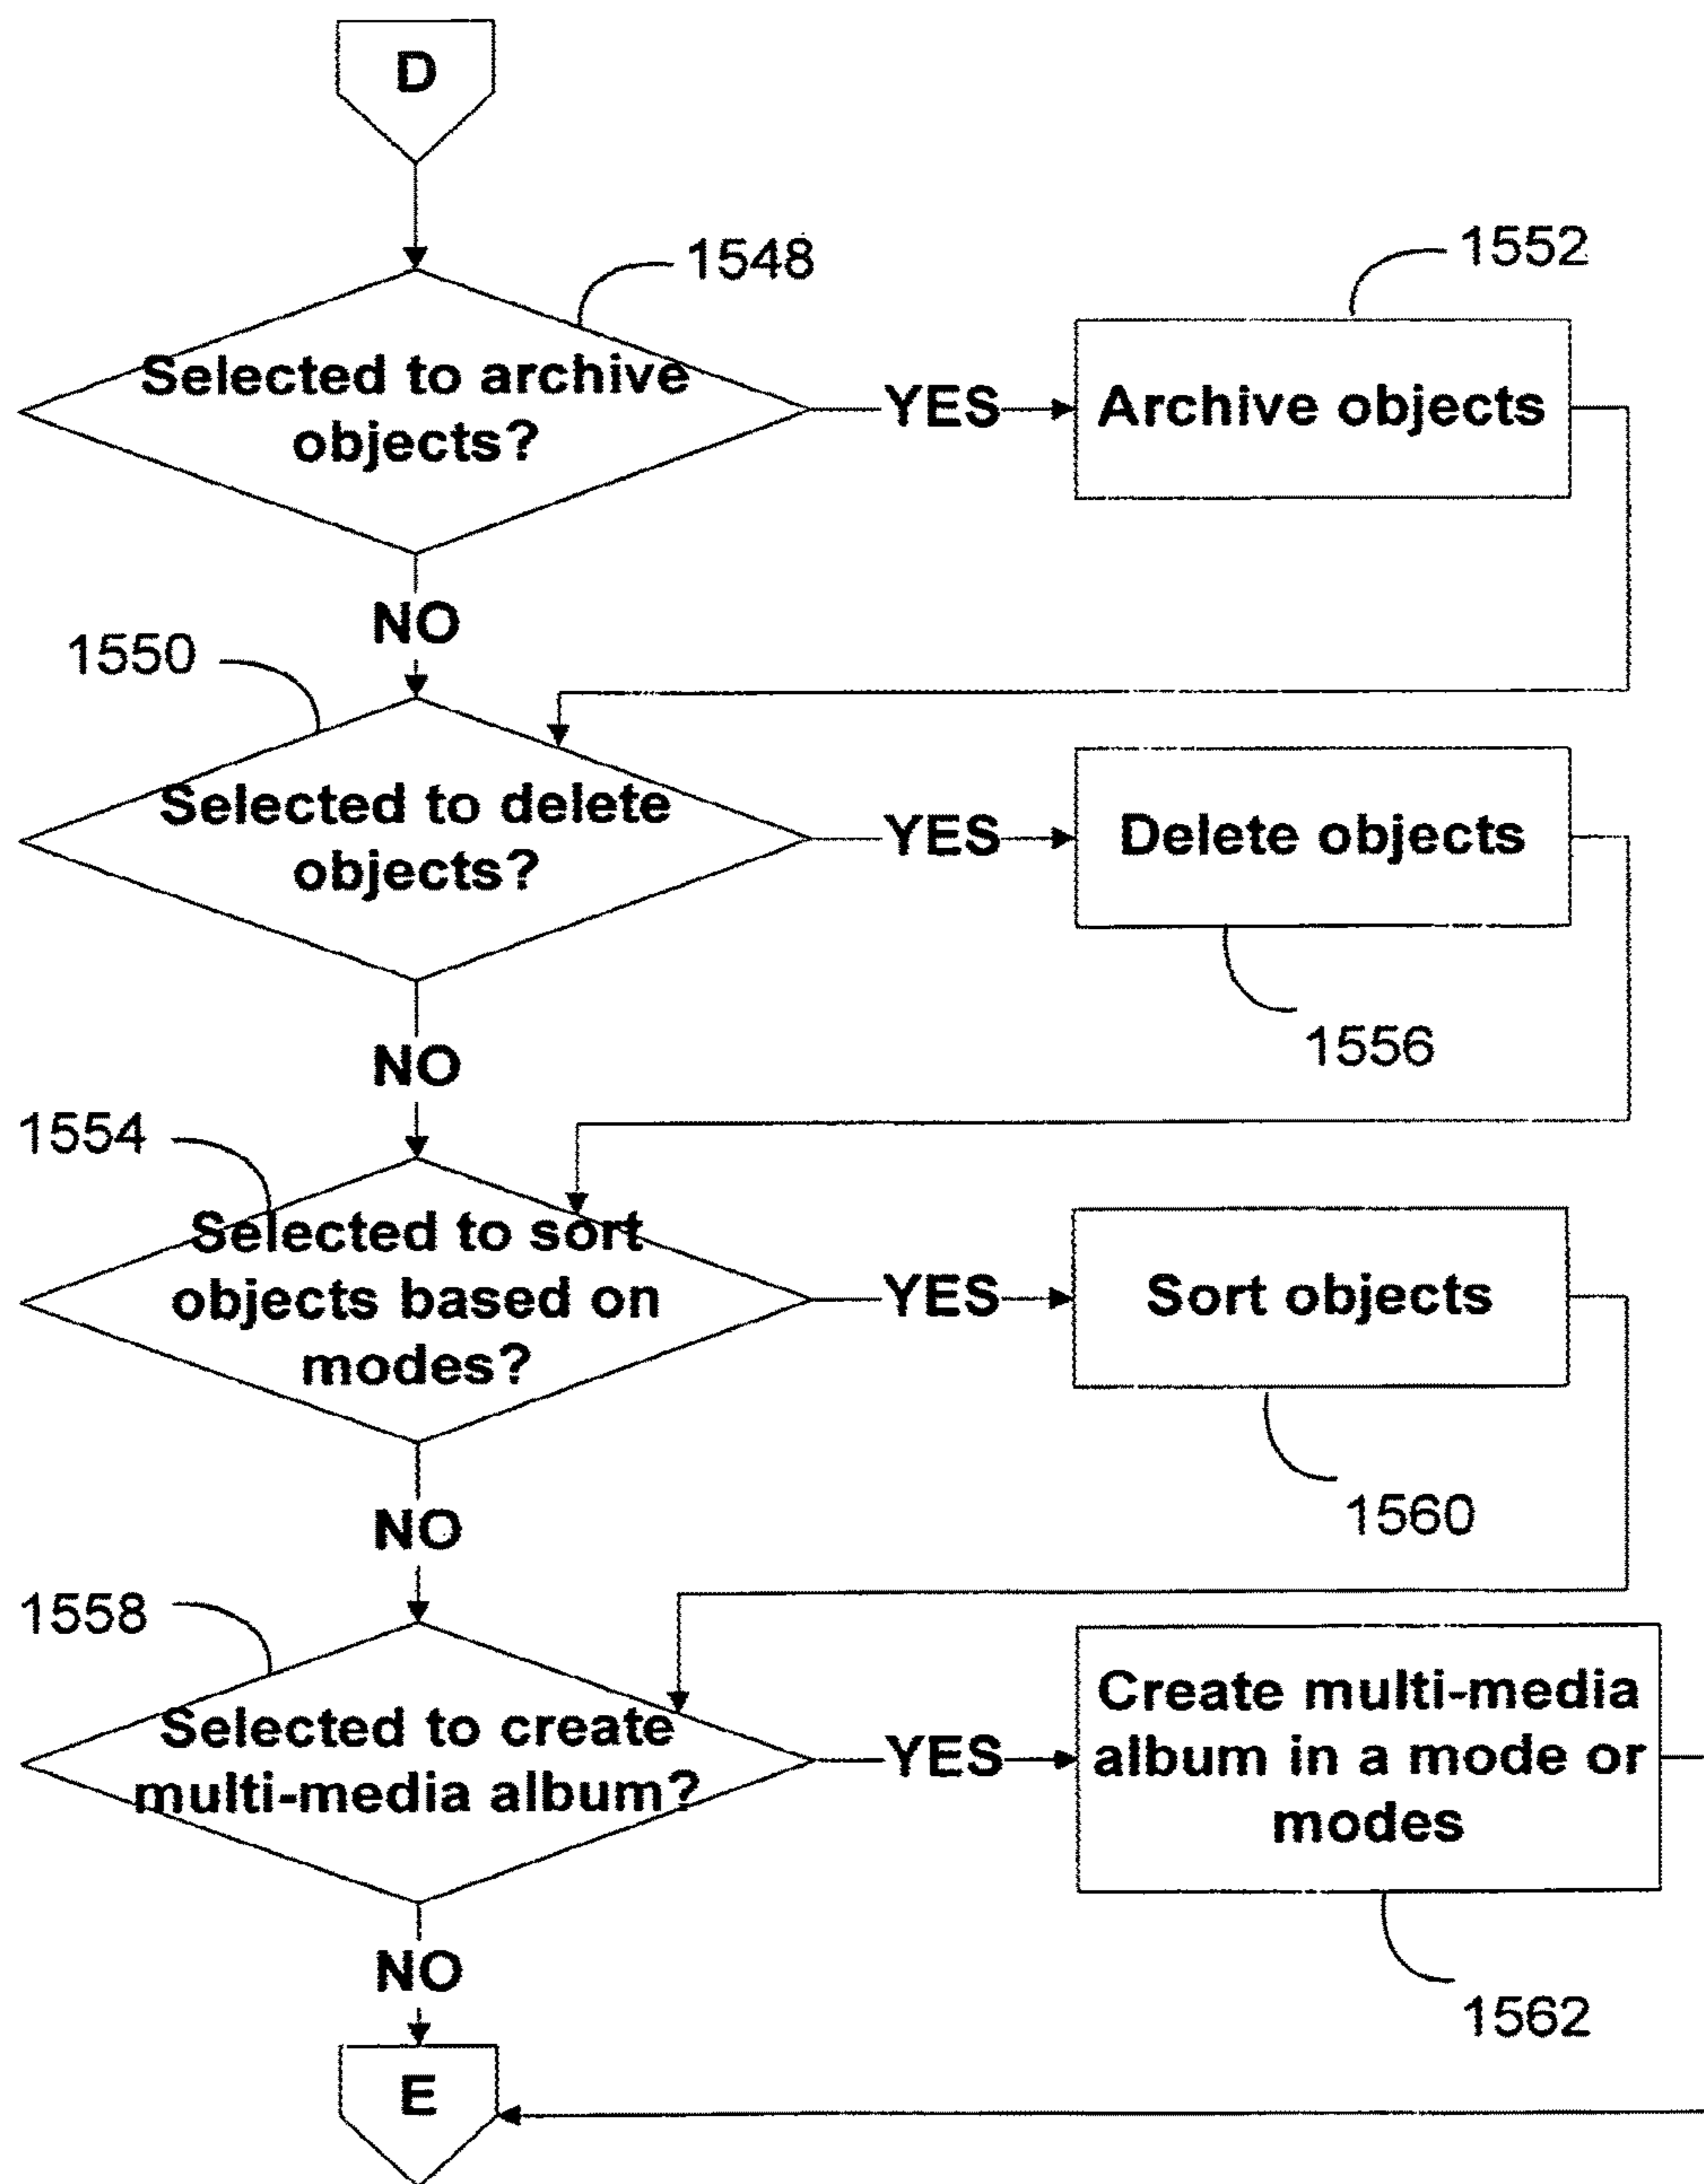 D
1548
1552
Selected to archive
objects?
YES
Archive objects
NO
1550
Selected to delete
objects?
YES
Delete objects
1556
NO
1554
Selected to sort
objects based on
modes?
YES
Sort objects
1560
NO
1558
Selected to create
multi-media album?
YES
Create multi-media
album in a mode or
modes
1562
NO
E